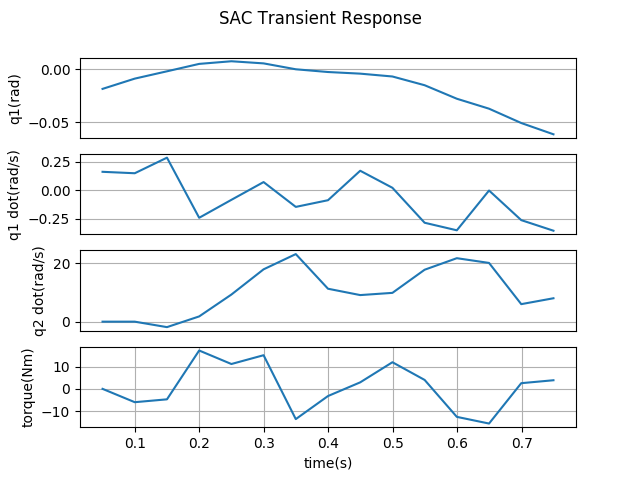 SAC Transient Response
0.00
−0.05
q1(rad)
0.25
0.00
−0.25
q1 dot(rad/s)
20
0
q2 dot(rad/s)
10
0
−10
torque(Nm)
0.1 0.2 0.3 0.4 0.5 0.6 0.7
time(s)